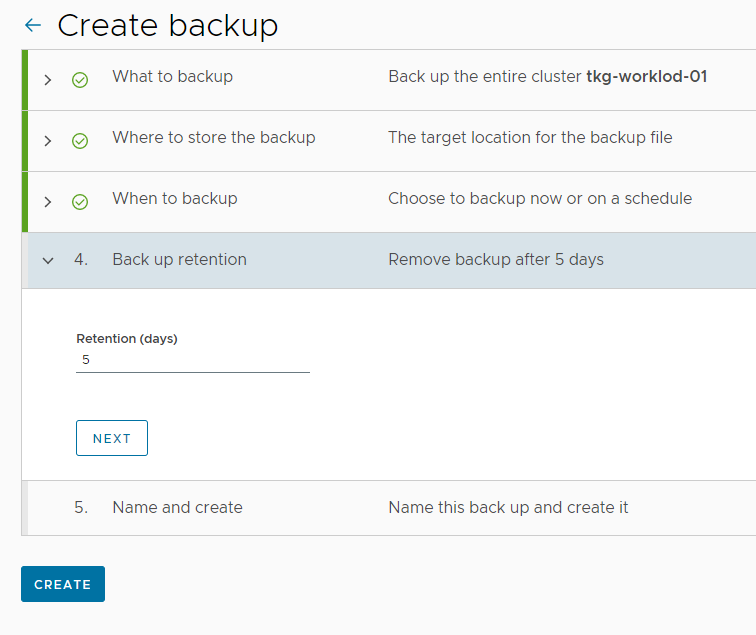 Create backup
What to backup Back up the entire cluster tkg-worklod-01
Where to store the backup The target location for the backup file
When to backup Choose to backup now or on a schedule
4. Back up retention Remove backup after 5 days
Retention (days)
5
NEXT
5. Name and create Name this back up and create it
CREATE